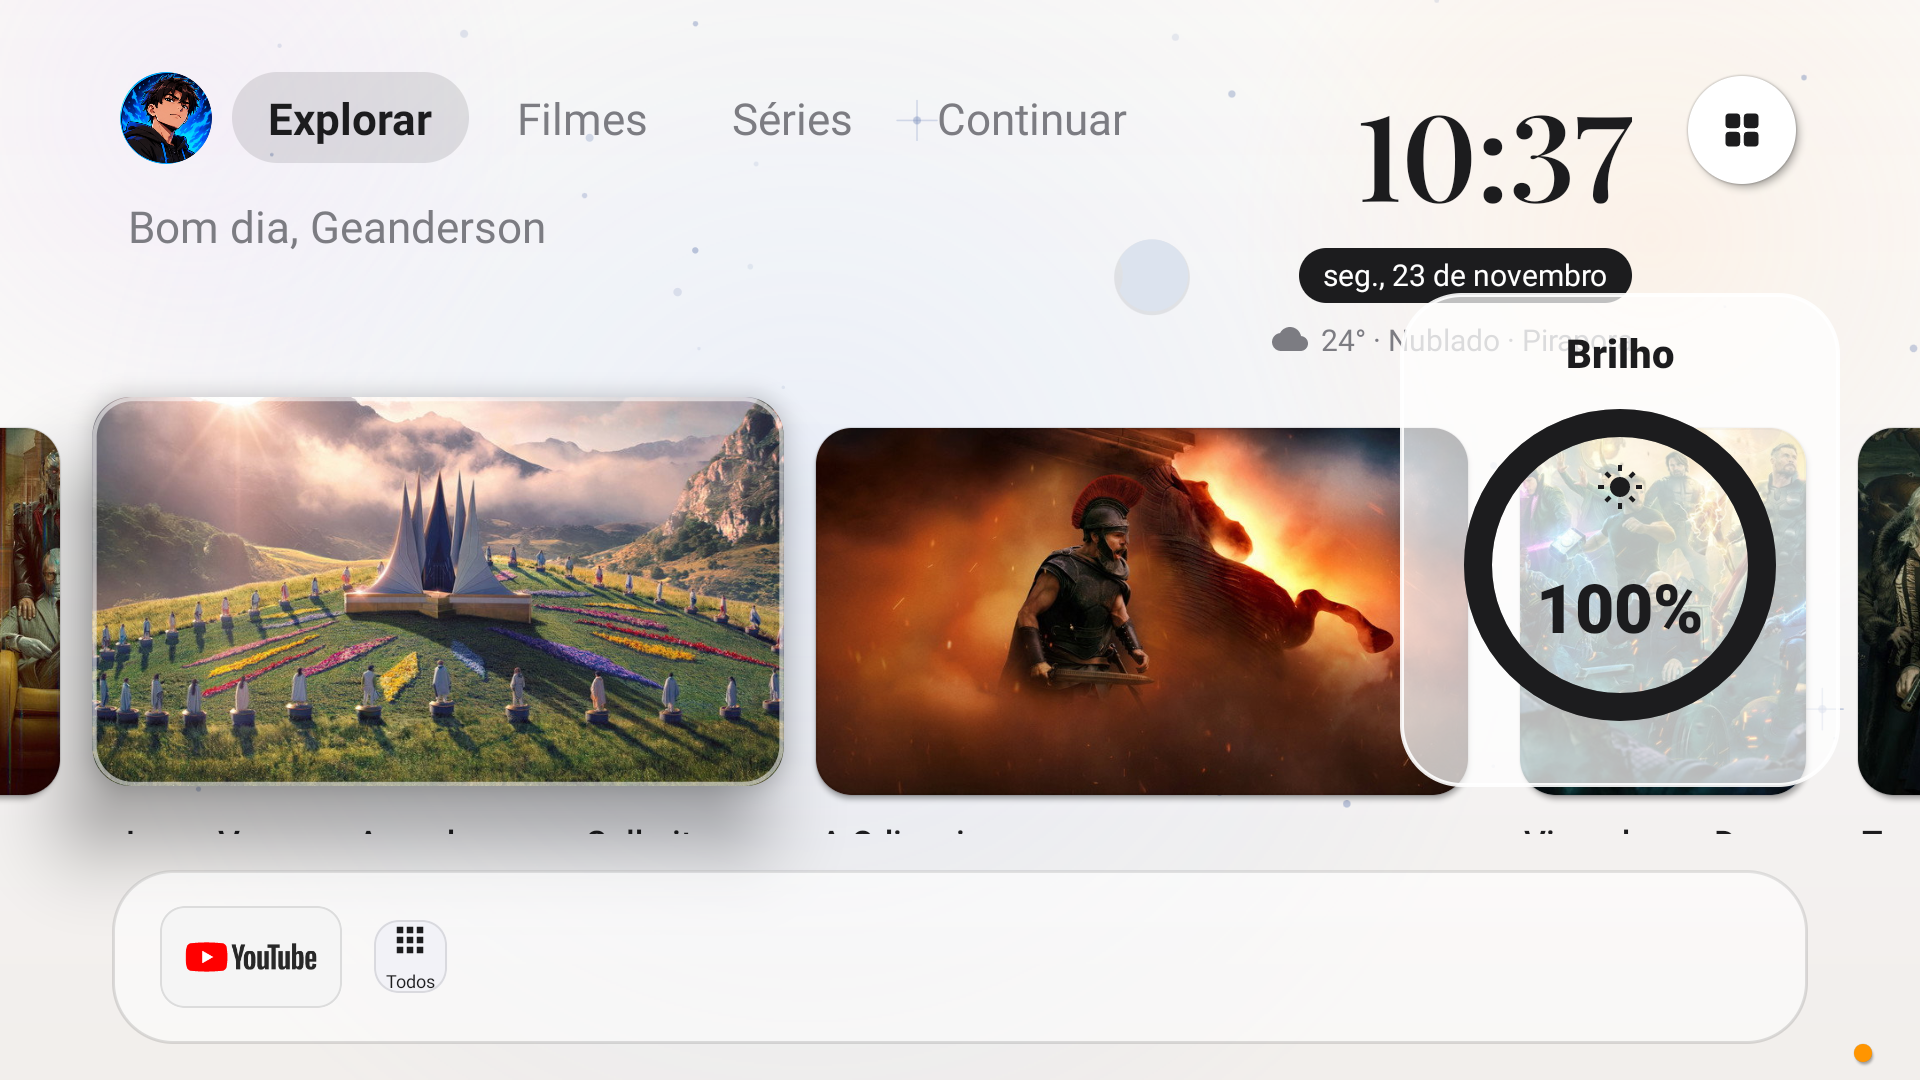 Explorar
Filmes
Séries
Continuar
10:37
Bom dia, Geanderson
seg., 23 de novembro
24° · Nublado ·
Brilho
100%
YouTube
Todos